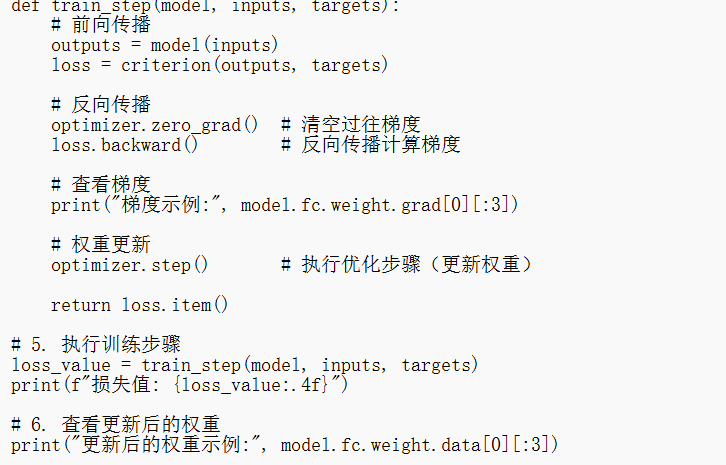 def train_step(model, inputs, targets):
    # 前向传播
    outputs = model(inputs)
    loss = criterion(outputs, targets)
    # 反向传播
    optimizer.zero_grad()  # 清空过往梯度
    loss.backward()        # 反向传播计算梯度
    # 查看梯度
    print("梯度示例:", model.fc.weight.grad[0][:3])
    # 权重更新
    optimizer.step()       # 执行优化步骤（更新权重）
    return loss.item()
# 5. 执行训练步骤
loss_value = train_step(model, inputs, targets)
print(f"损失值: {loss_value:.4f}")
# 6. 查看更新后的权重
print("更新后的权重示例:", model.fc.weight.data[0][:3])